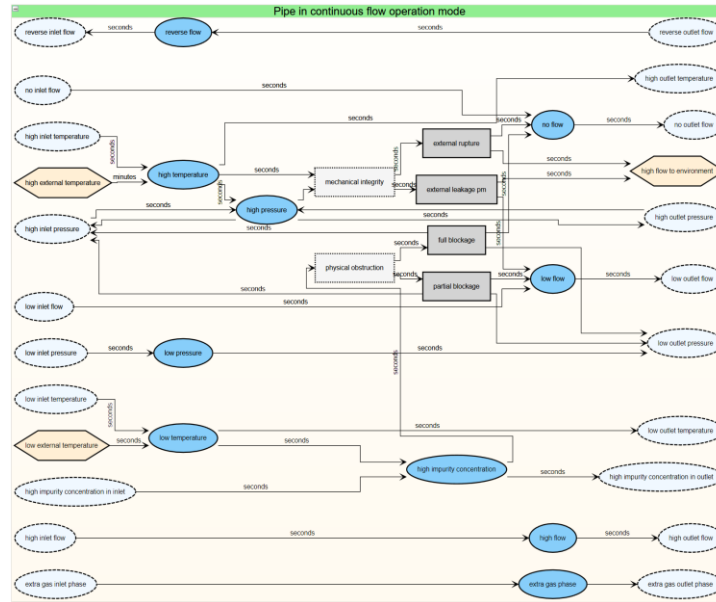 Pipe in continuous flow operation mode
reverse inlet flow
seconds
reverse flow
seconds
reverse outlet flow
high outlet temperature
no inlet flow
seconds
seconds
seconds
no flow
seconds
no outlet flow
high inlet temperature
seconds
seconds
external rupture
seconds
high external temperature
minutes
high temperature
seconds
mechanical integrity
seconds
seconds
high flow to environment
seconds
external leakage pm
seconds
high inlet pressure
seconds
high pressure
seconds
seconds
high outlet pressure
seconds
full blockage
seconds
seconds
physical obstruction
seconds
partial blockage
seconds
low flow
seconds
low outlet flow
low inlet flow
seconds
seconds
low outlet pressure
low inlet pressure
seconds
low pressure
seconds
seconds
low inlet temperature
seconds
low external temperature
seconds
low temperature
seconds
low outlet temperature
seconds
high impurity concentration
seconds
high impurity concentration in outlet
high impurity concentration in inlet
seconds
high inlet flow
seconds
high flow
seconds
high outlet flow
extra gas inlet phase
seconds
extra gas phase
seconds
extra gas outlet phase